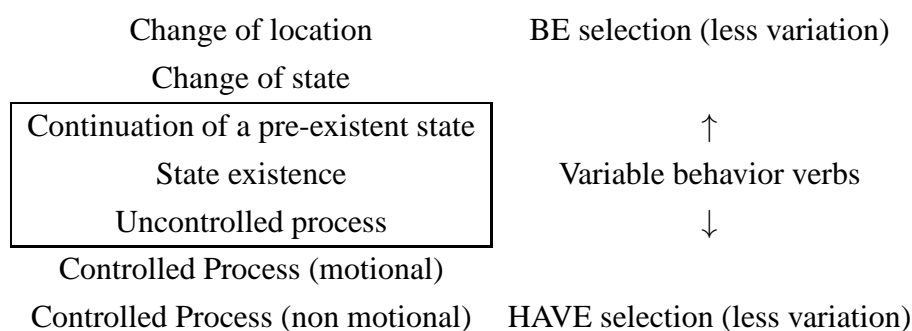 Change of location BE selection (less variation)
Change of state
Continuation of a pre-existent state ↑
State existence Variable behavior verbs
Uncontrolled process ↓
Controlled Process (motional)
Controlled Process (non motional) HAVE selection (less variation)